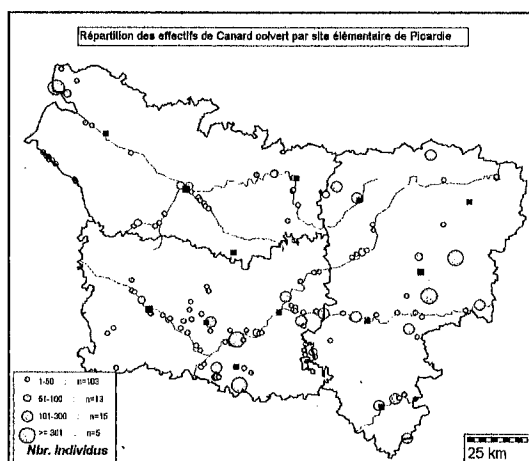 Répartition des effectifs de Canard colvert par site élémentaire de Picardie
1-50 : n=103
51-100 : n=13
101-300 : n=15
>= 301 : n=5
Nbr. Individus
25 km